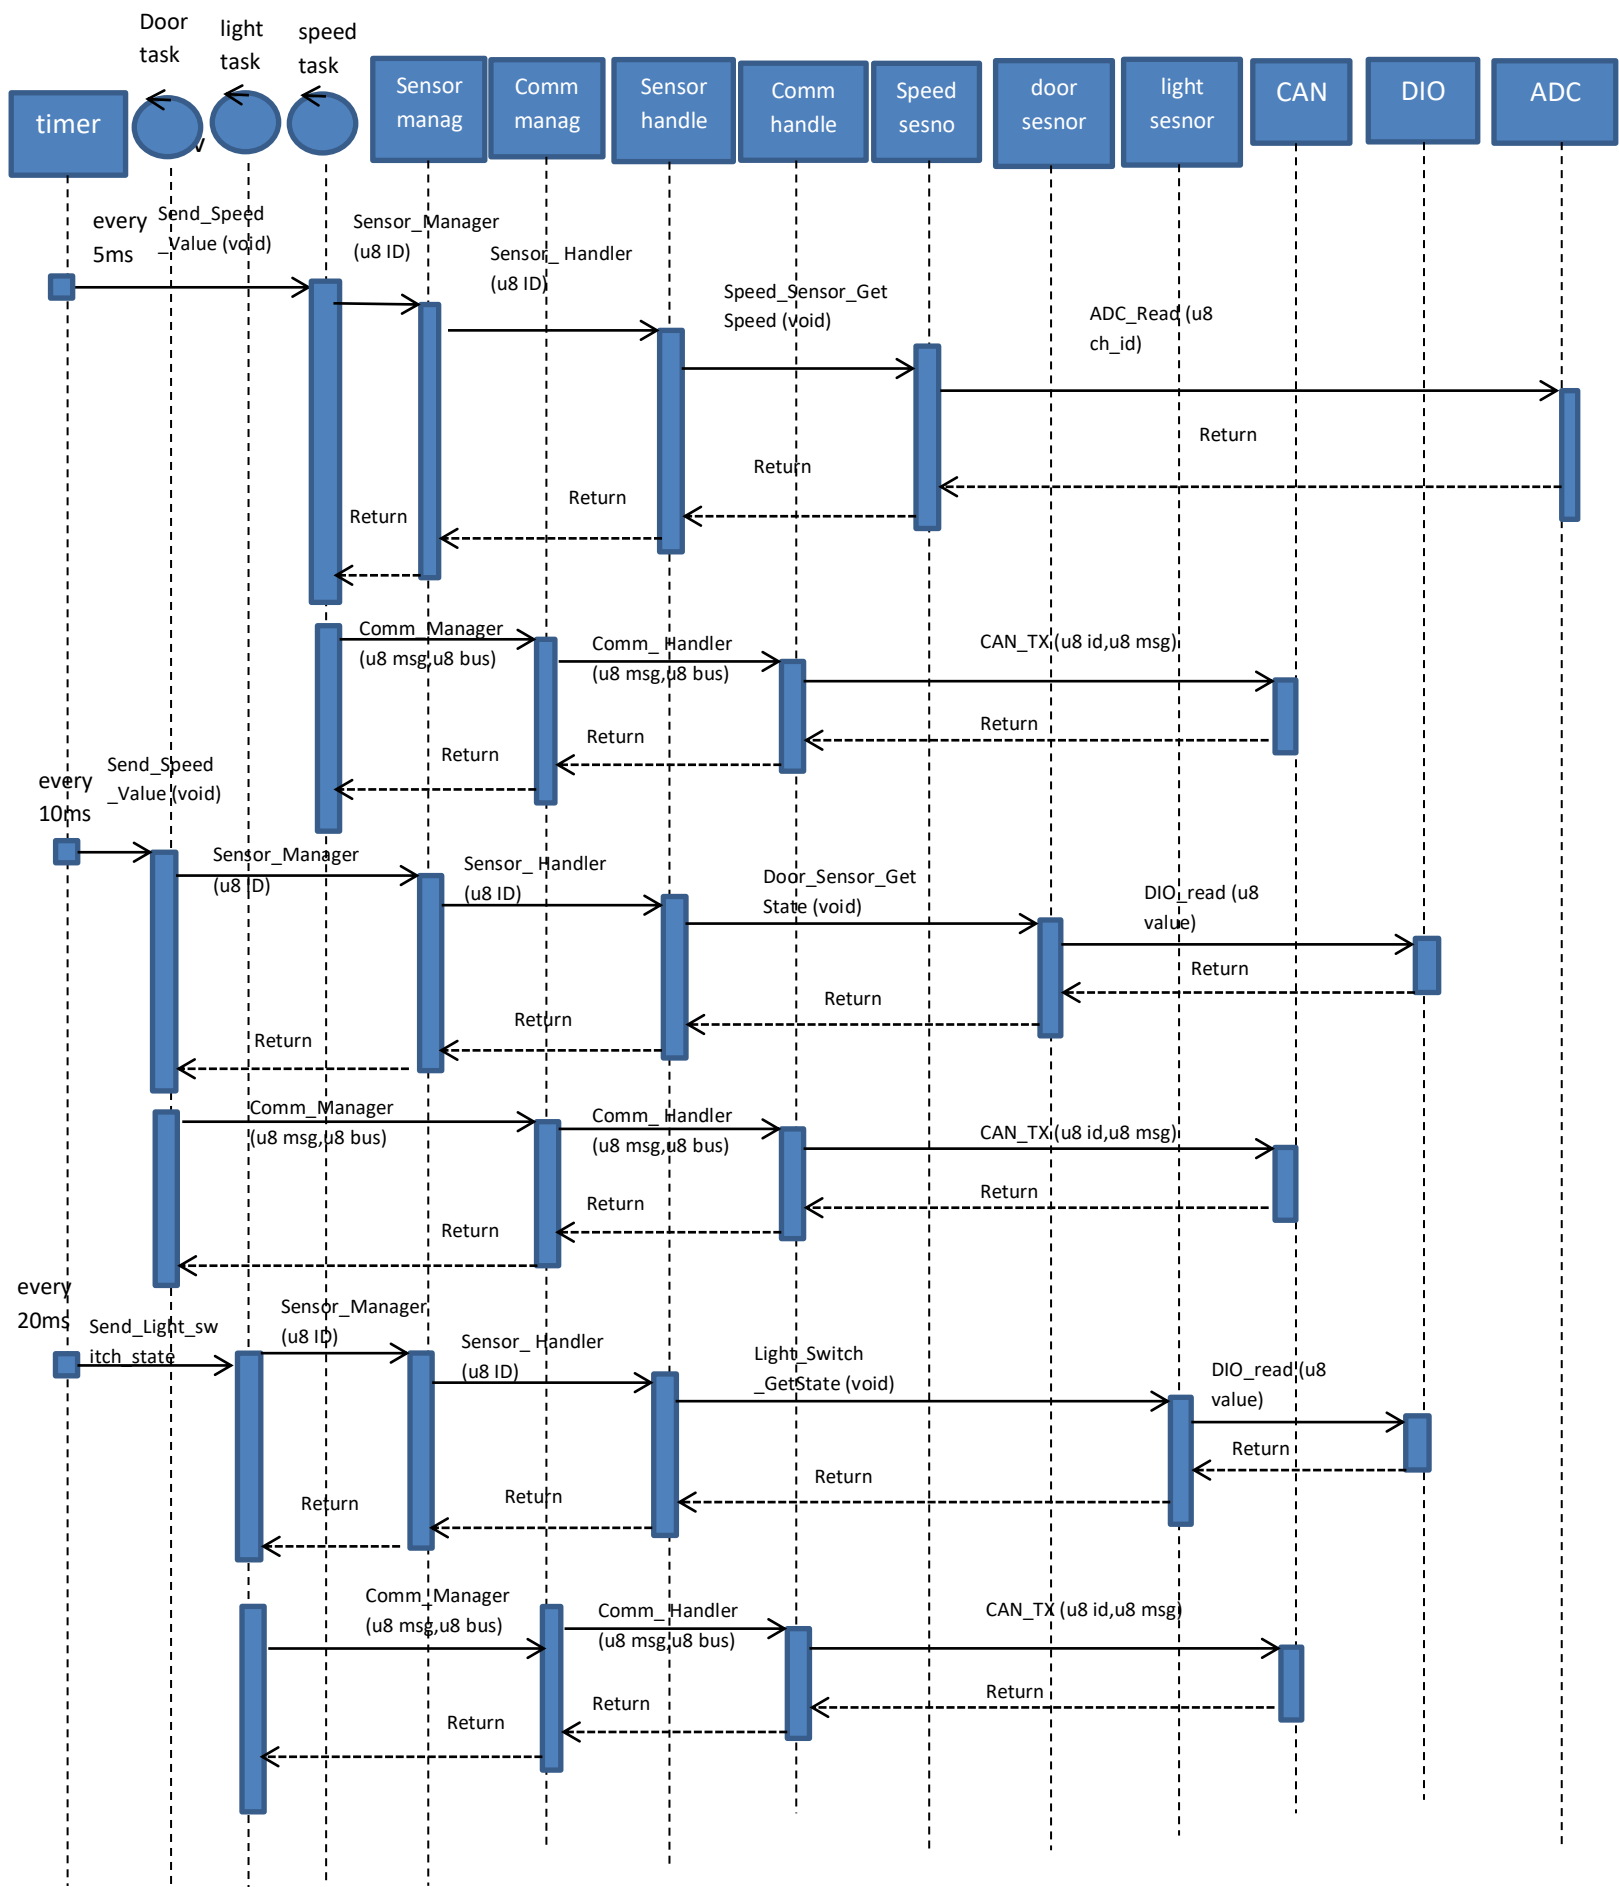 Door
task
light
task
speed
task
timer
Sensor
manag
Comm
manag
Sensor
handle
Comm
handle
Speed
sesno
door
sesnor
light
sesnor
CAN
DIO
ADC
every
5ms
Send_Speed
_Value (void)
Sensor_Manager
(u8 ID)
Sensor_ Handler
(u8 ID)
Speed_Sensor_Get
Speed (void)
ADC_Read (u8
ch_id)
Return
Return
Return
Return
Comm_Manager
(u8 msg,u8 bus)
Comm_ Handler
(u8 msg,u8 bus)
CAN_TX (u8 id,u8 msg)
Return
Return
Return
every
10ms
Send_Speed
_Value (void)
Sensor_Manager
(u8 ID)
Sensor_ Handler
(u8 ID)
Door_Sensor_Get
State (void)
DIO_read (u8
value)
Return
Return
Return
Return
Comm_Manager
(u8 msg,u8 bus)
Comm_ Handler
(u8 msg,u8 bus)
CAN_TX (u8 id,u8 msg)
Return
Return
Return
every
20ms
Send_Light_sw
itch_state
Sensor_Manager
(u8 ID)
Sensor_ Handler
(u8 ID)
Light_Switch
_GetState (void)
DIO_read (u8
value)
Return
Return
Return
Return
Comm_Manager
(u8 msg,u8 bus)
Comm_ Handler
(u8 msg,u8 bus)
CAN_TX (u8 id,u8 msg)
Return
Return
Return